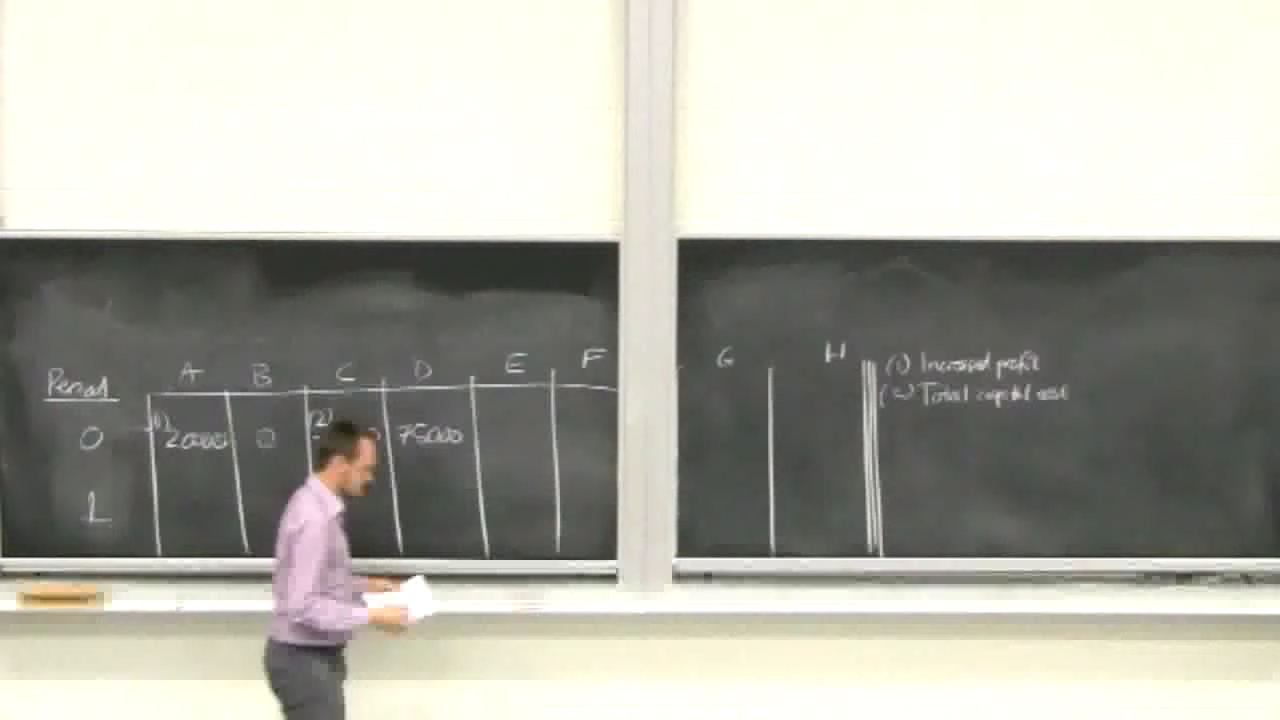 Period A B C D E F G H
0 (1) 20000 0 (2) 75000
1
(1) Increased profit
(2) Total capital cost